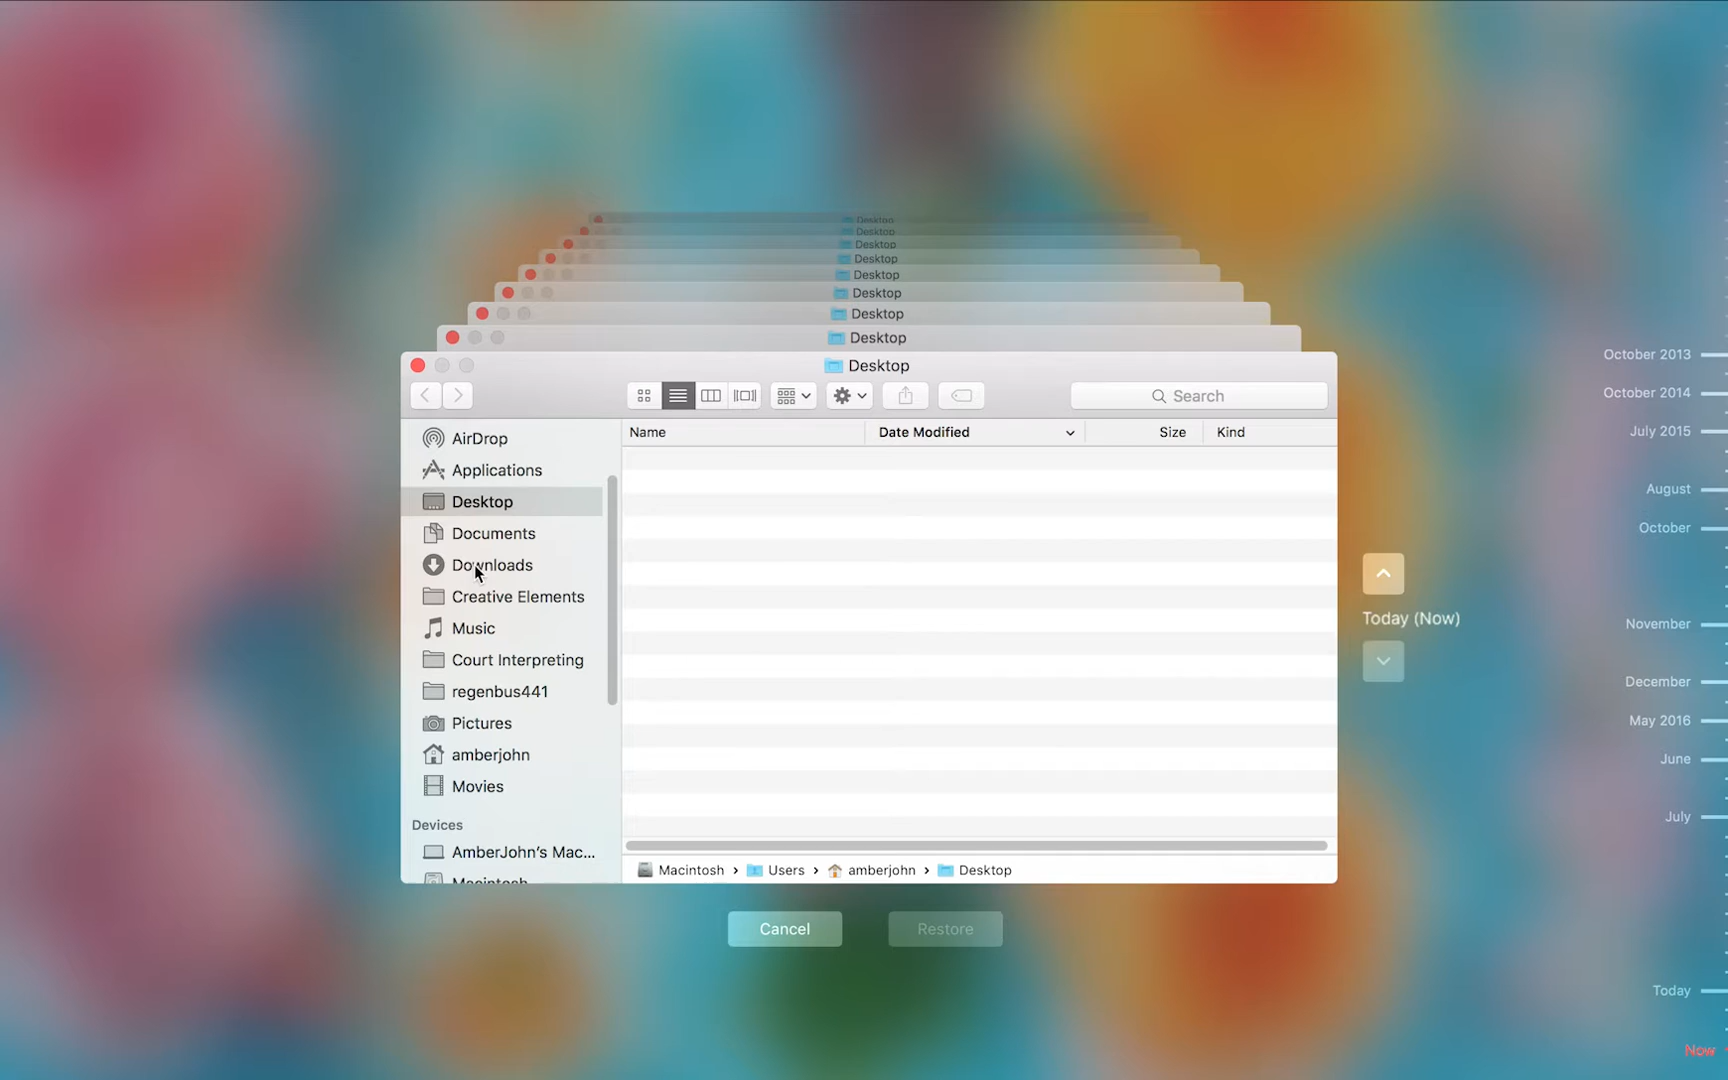 Desktop
Desktop
Desktop
Desktop
Desktop
Desktop
Desktop
Desktop
Desktop
Search
Name
Date Modified
Size
Kind
AirDrop
Applications
Desktop
Documents
Downloads
Creative Elements
Music
Court Interpreting
regenbus441
Pictures
amberjohn
Movies
Devices
AmberJohn's Mac...
Macintosh
Macintosh › Users › amberjohn › Desktop
Cancel
Restore
Today (Now)
October 2013
October 2014
July 2015
August
October
November
December
May 2016
June
July
Today
Now